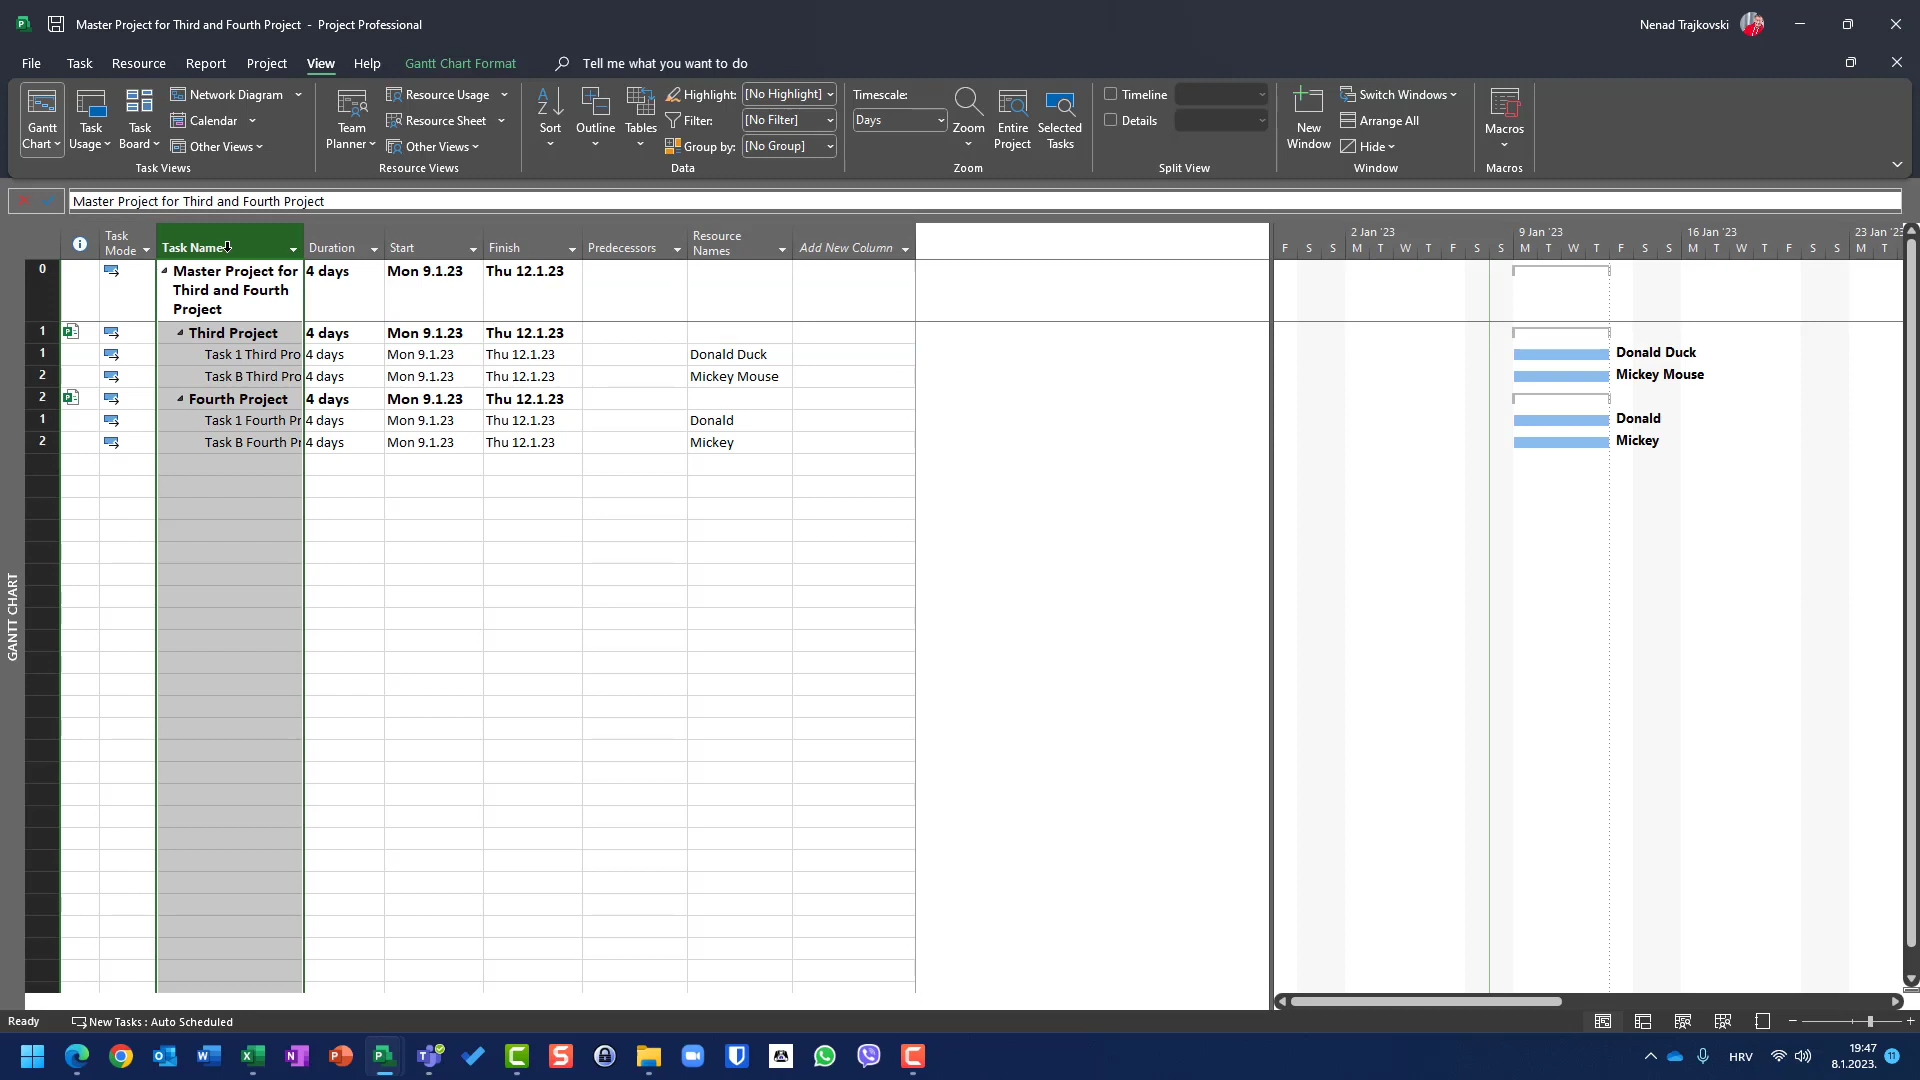 Master Project for Third and Fourth Project - Project Professional
Nenad Trajkovski
File Task Resource Report Project View Help Gantt Chart Format Tell me what you want to do
Gantt Chart
Task Usage
Task Board
Network Diagram
Calendar
Other Views
Task Views
Team Planner
Resource Usage
Resource Sheet
Other Views
Resource Views
Sort
Outline
Tables
Highlight: [No Highlight]
Filter: [No Filter]
Group by: [No Group]
Data
Timescale:
Days
Zoom
Entire Project
Selected Tasks
Zoom
Timeline
Details
Split View
New Window
Switch Windows
Arrange All
Hide
Window
Macros
Macros
Master Project for Third and Fourth Project
Task Mode
Task Name
Duration
Start
Finish
Predecessors
Resource Names
Add New Column
2 Jan '23 9 Jan '23 16 Jan '23 23 Jan '23
F S S M T W T F S S M T W T F S S M T W T F S S M T
0 Master Project for Third and Fourth Project 4 days Mon 9.1.23 Thu 12.1.23
1 Third Project 4 days Mon 9.1.23 Thu 12.1.23
1 Task 1 Third Pro 4 days Mon 9.1.23 Thu 12.1.23 Donald Duck
2 Task B Third Pro 4 days Mon 9.1.23 Thu 12.1.23 Mickey Mouse
2 Fourth Project 4 days Mon 9.1.23 Thu 12.1.23
1 Task 1 Fourth Pr 4 days Mon 9.1.23 Thu 12.1.23 Donald
2 Task B Fourth Pr 4 days Mon 9.1.23 Thu 12.1.23 Mickey
Donald Duck
Mickey Mouse
Donald
Mickey
GANTT CHART
Ready New Tasks : Auto Scheduled
HRV
19:47
8.1.2023.
11